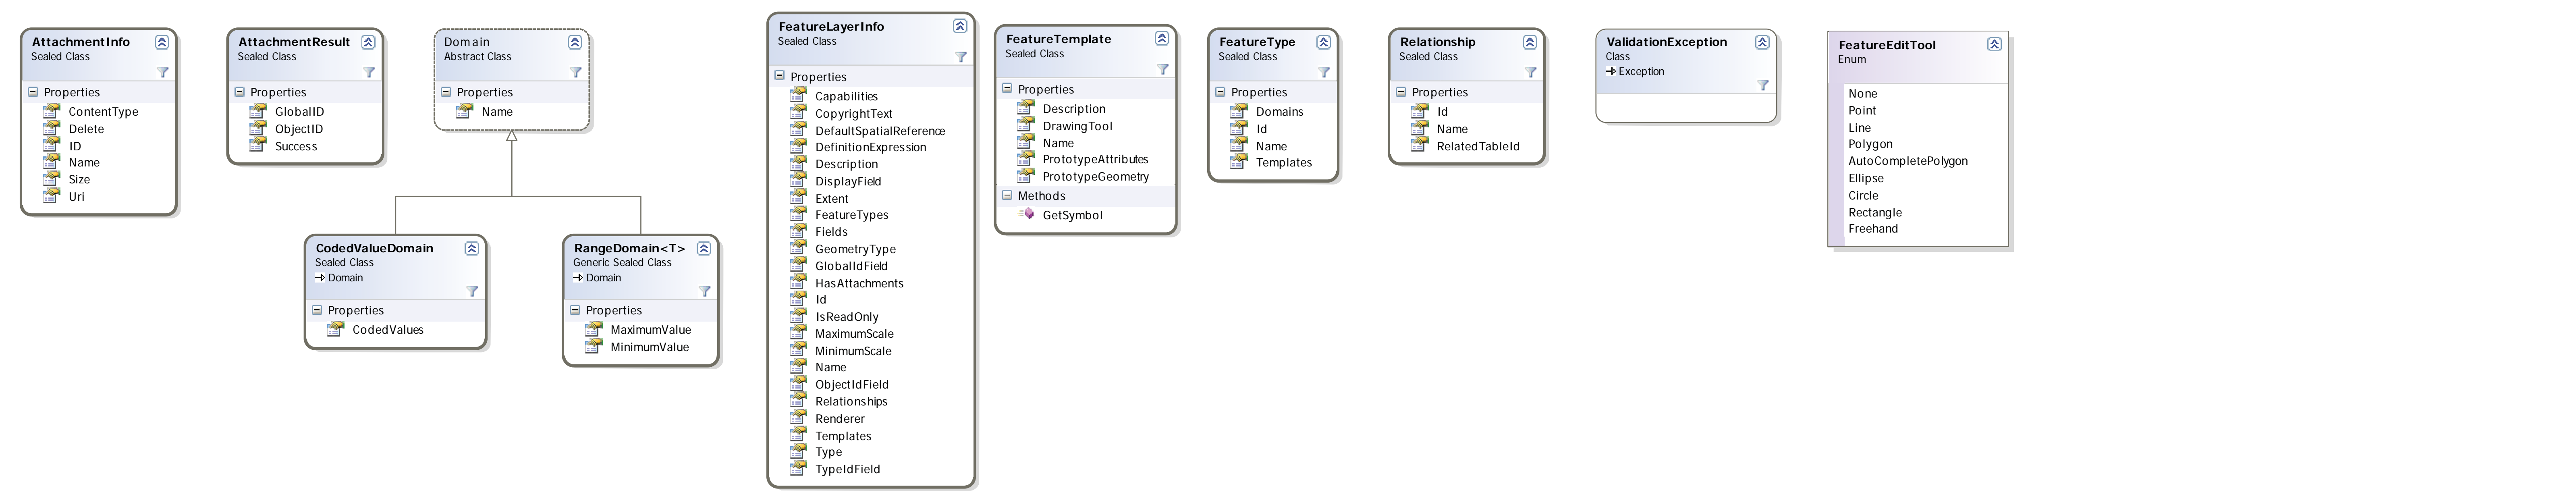 AttachmentInfo
Sealed Class
Properties
ContentType
Delete
ID
Name
Size
Uri
AttachmentResult
Sealed Class
Properties
GlobalID
ObjectID
Success
Domain
Abstract Class
Properties
Name
CodedValueDomain
Sealed Class
Domain
Properties
CodedValues
RangeDomain<T>
Generic Sealed Class
Domain
Properties
MaximumValue
MinimumValue
FeatureLayerInfo
Sealed Class
Properties
Capabilities
CopyrightText
DefaultSpatialReference
DefinitionExpression
Description
DisplayField
Extent
FeatureTypes
Fields
GeometryType
GlobalIdField
HasAttachments
Id
IsReadOnly
MaximumScale
MinimumScale
Name
ObjectIdField
Relationships
Renderer
Templates
Type
TypeIdField
FeatureTemplate
Sealed Class
Properties
Description
DrawingTool
Name
PrototypeAttributes
PrototypeGeometry
Methods
GetSymbol
FeatureType
Sealed Class
Properties
Domains
Id
Name
Templates
Relationship
Sealed Class
Properties
Id
Name
RelatedTableId
ValidationException
Class
Exception
FeatureEditTool
Enum
None
Point
Line
Polygon
AutoCompletePolygon
Ellipse
Circle
Rectangle
Freehand